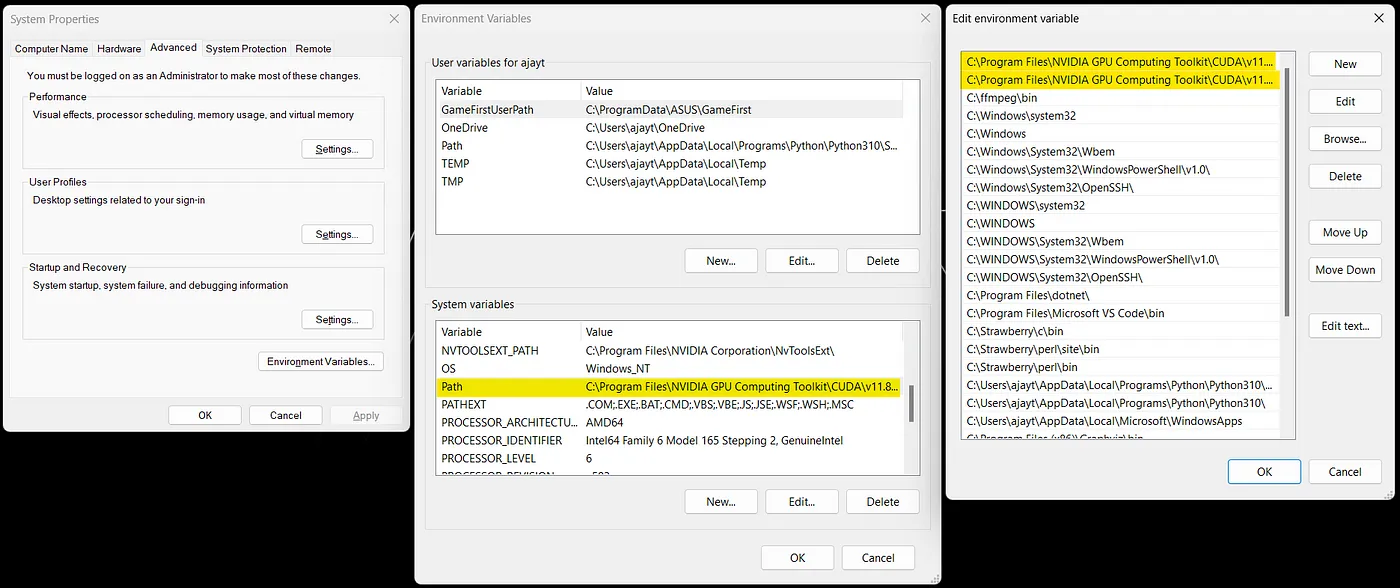 System Properties
Computer Name Hardware Advanced System Protection Remote
You must be logged on as an Administrator to make most of these changes.
Performance
Visual effects, processor scheduling, memory usage, and virtual memory
Settings...
User Profiles
Desktop settings related to your sign-in
Settings...
Startup and Recovery
System startup, system failure, and debugging information
Settings...
Environment Variables...
OK Cancel Apply
Environment Variables
User variables for ajayt
Variable Value
GameFirstUserPath C:\ProgramData\ASUS\GameFirst
OneDrive C:\Users\ajayt\OneDrive
Path C:\Users\ajayt\AppData\Local\Programs\Python\Python310\S...
TEMP C:\Users\ajayt\AppData\Local\Temp
TMP C:\Users\ajayt\AppData\Local\Temp
New... Edit... Delete
System variables
Variable Value
NVTOOLSEXT_PATH C:\Program Files\NVIDIA Corporation\NvToolsExt\
OS Windows_NT
Path C:\Program Files\NVIDIA GPU Computing Toolkit\CUDA\v11.8...
PATHEXT .COM;.EXE;.BAT;.CMD;.VBS;.VBE;.JS;.JSE;.WSF;.WSH;.MSC
PROCESSOR_ARCHITECTU... AMD64
PROCESSOR_IDENTIFIER Intel64 Family 6 Model 165 Stepping 2, GenuineIntel
PROCESSOR_LEVEL 6
PROCESSOR_REVISION
New... Edit... Delete
OK Cancel
Edit environment variable
C:\Program Files\NVIDIA GPU Computing Toolkit\CUDA\v11....
C:\Program Files\NVIDIA GPU Computing Toolkit\CUDA\v11....
C:\ffmpeg\bin
C:\Windows\system32
C:\Windows
C:\Windows\System32\Wbem
C:\Windows\System32\WindowsPowerShell\v1.0\
C:\Windows\System32\OpenSSH\
C:\WINDOWS\system32
C:\WINDOWS
C:\WINDOWS\System32\Wbem
C:\WINDOWS\System32\WindowsPowerShell\v1.0\
C:\WINDOWS\System32\OpenSSH\
C:\Program Files\dotnet\
C:\Program Files\Microsoft VS Code\bin
C:\Strawberry\c\bin
C:\Strawberry\perl\site\bin
C:\Strawberry\perl\bin
C:\Users\ajayt\AppData\Local\Programs\Python\Python310\...
C:\Users\ajayt\AppData\Local\Programs\Python\Python310\
C:\Users\ajayt\AppData\Local\Microsoft\WindowsApps
C:\Program Files (x86)\Graphviz\bin
New
Edit
Browse...
Delete
Move Up
Move Down
Edit text...
OK Cancel